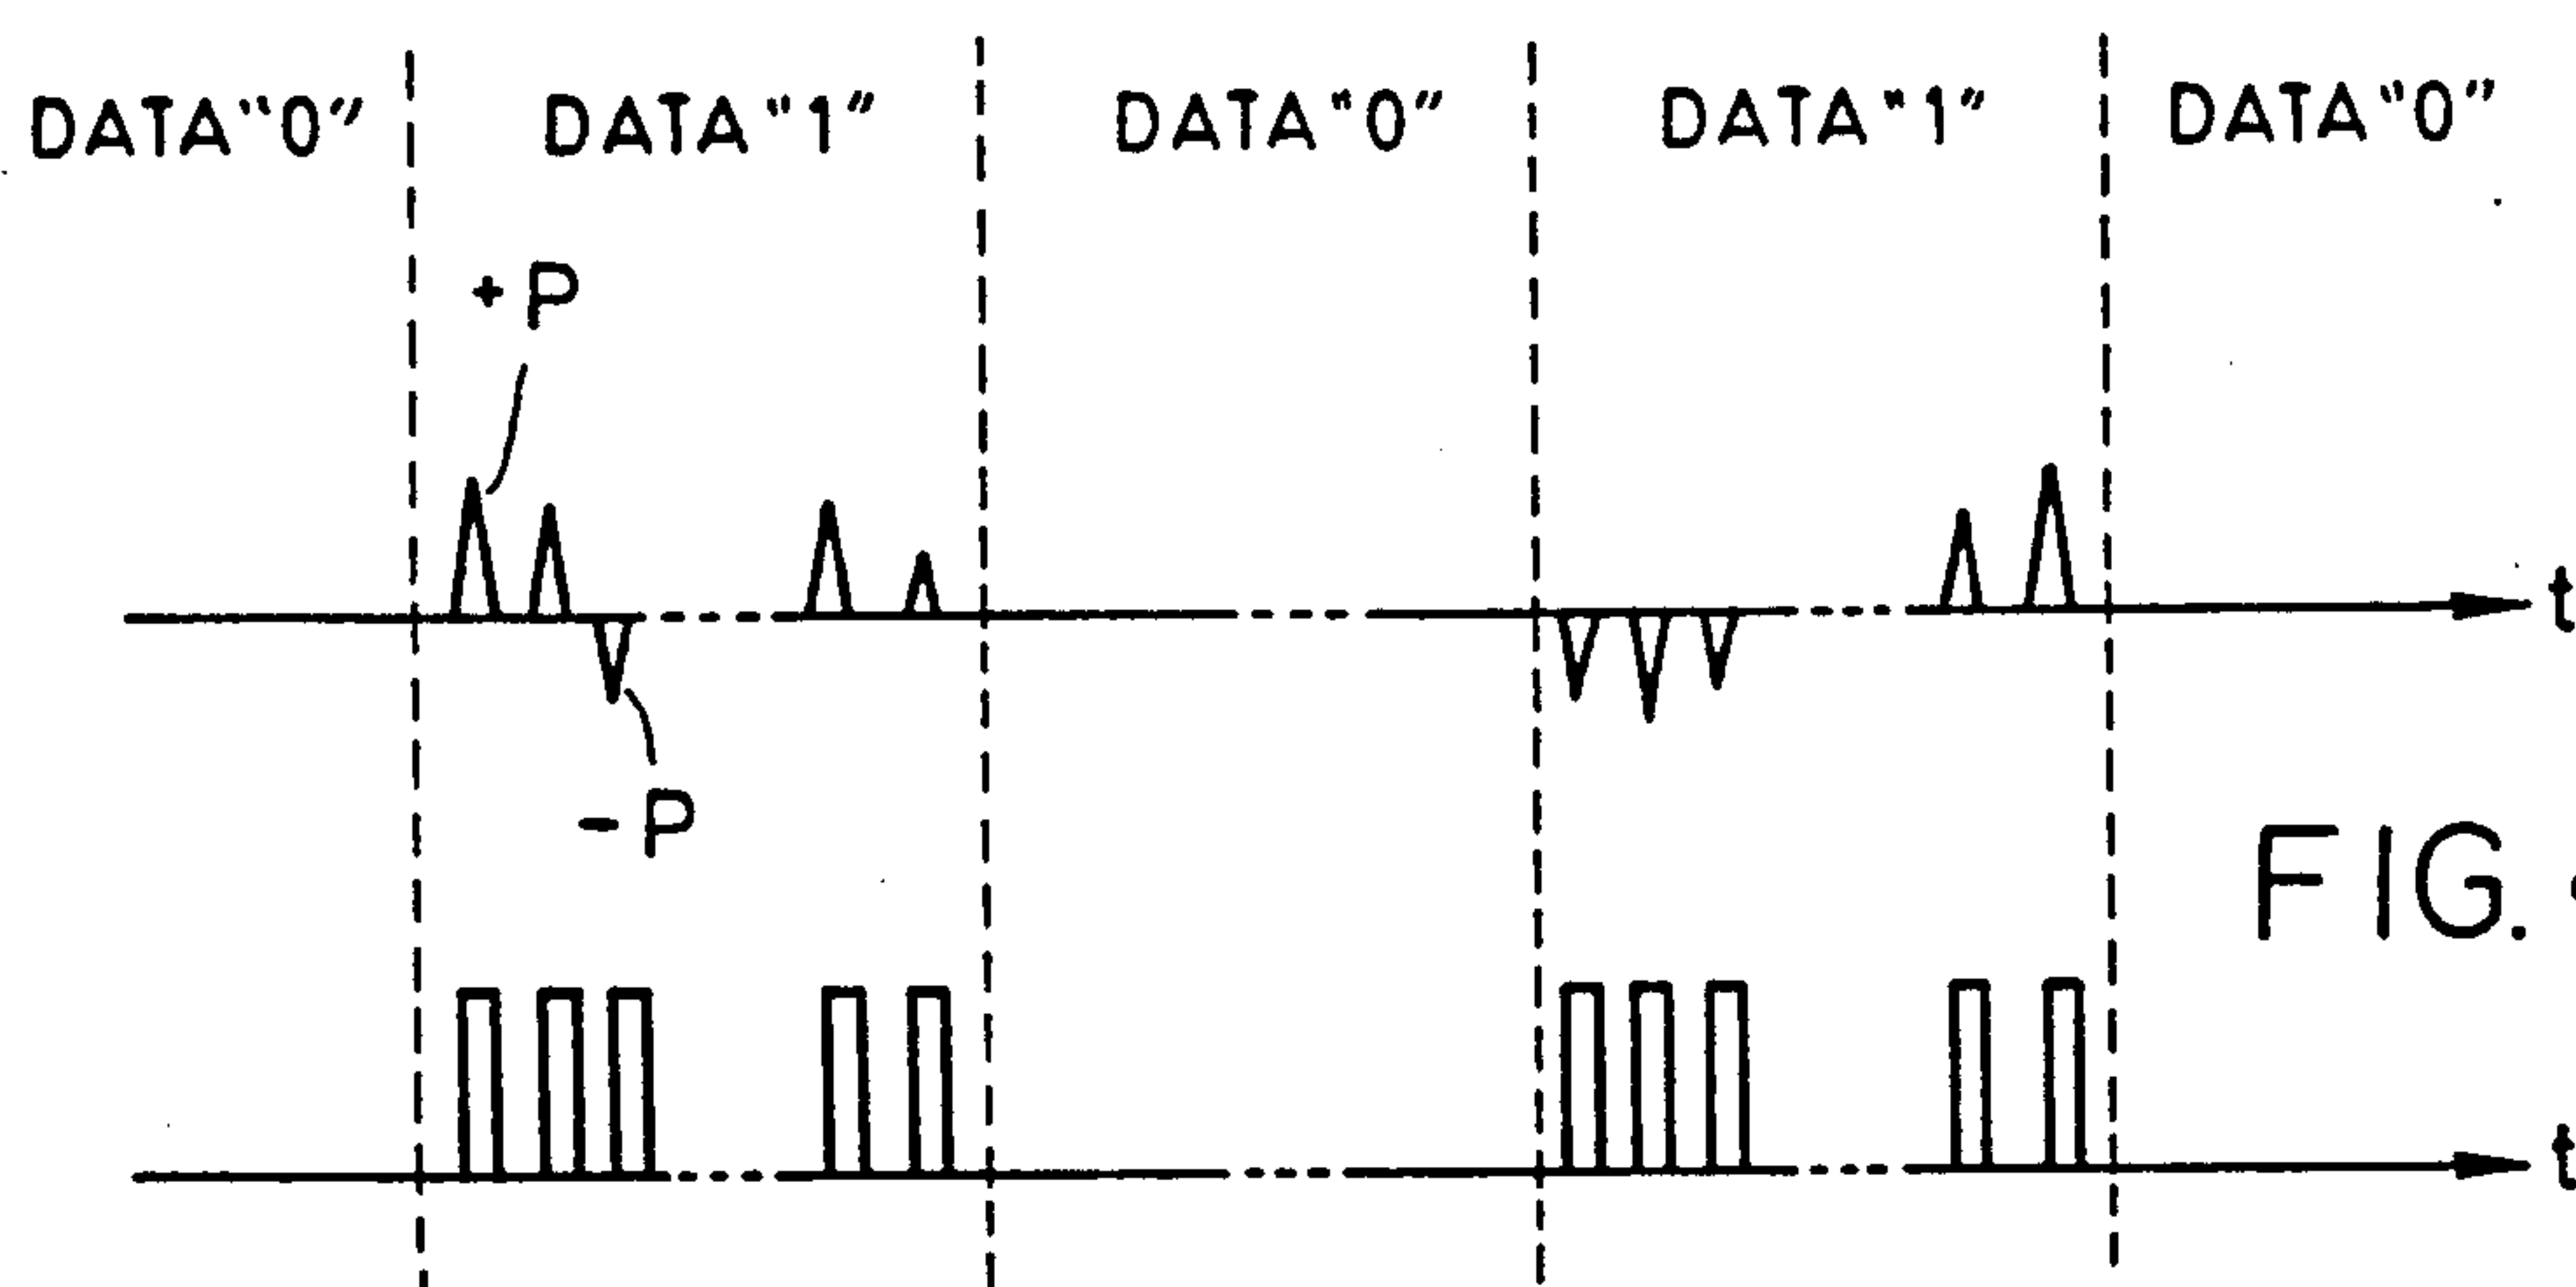 DATA "0" DATA "1" DATA "0" DATA "1" DATA "0"
+P
t
-P
FIG.
t